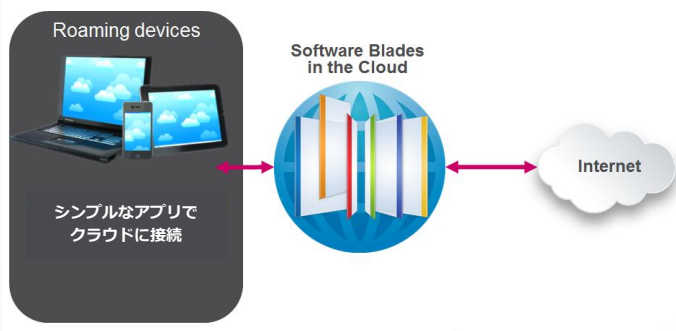 Roaming devices
Software Blades
in the Cloud
Internet
シンプルなアプリで
クラウドに接続